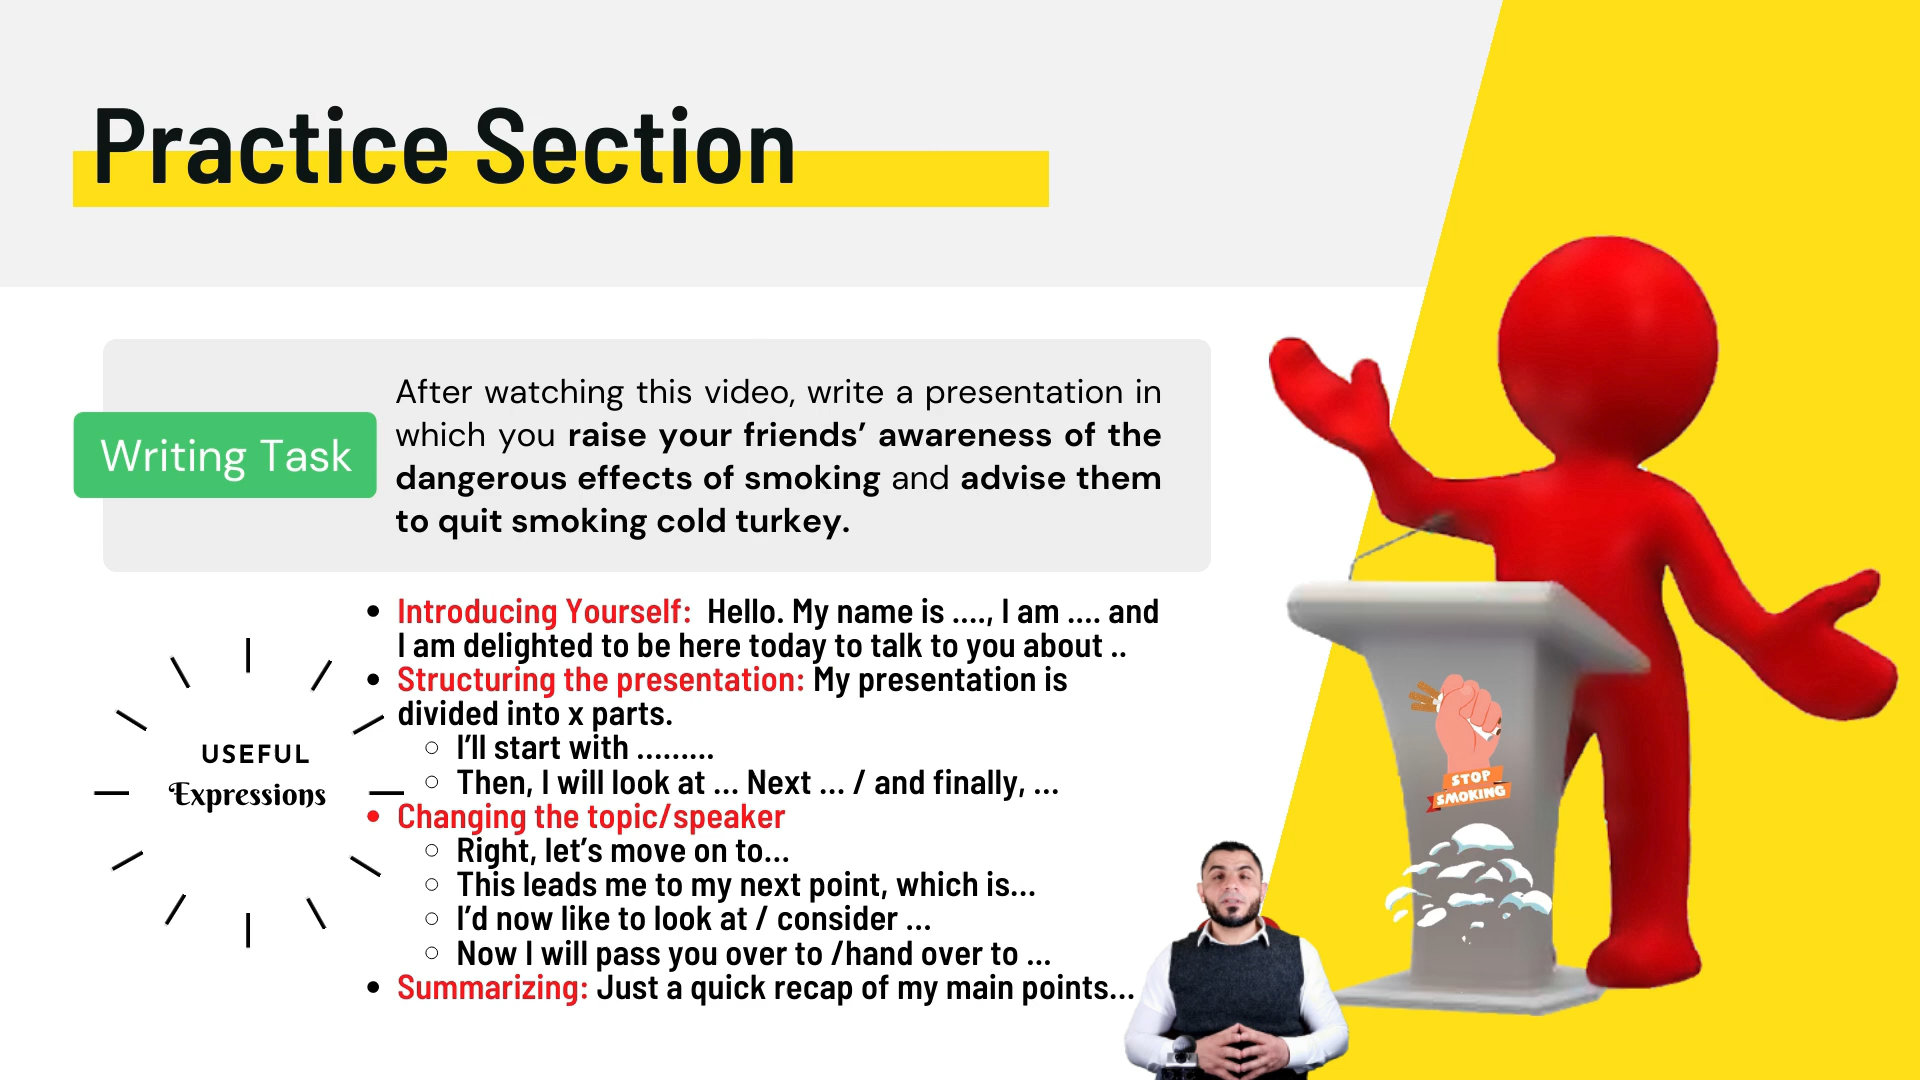 Practice Section
After watching this video, write a presentation in
which you raise your friends’ awareness of the
dangerous effects of smoking and advise them
to quit smoking cold turkey.
Writing Task
USEFUL
Expressions
• Introducing Yourself: Hello. My name is ...., I am .... and
I am delighted to be here today to talk to you about ..
• Structuring the presentation: My presentation is
divided into x parts.
○ I’ll start with .........
○ Then, I will look at ... Next ... / and finally, ...
• Changing the topic/speaker
○ Right, let’s move on to...
○ This leads me to my next point, which is...
○ I’d now like to look at / consider ...
○ Now I will pass you over to /hand over to ...
• Summarizing: Just a quick recap of my main points...
STOP
SMOKING